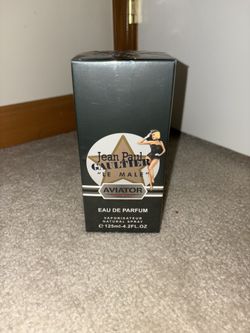 Jean Paul
GAULTIER
"LE MALE"
AVIATOR
EAU DE PARFUM
VAPORISATEUR
NATURAL SPRAY
℮ 125ml-4.2FL.OZ